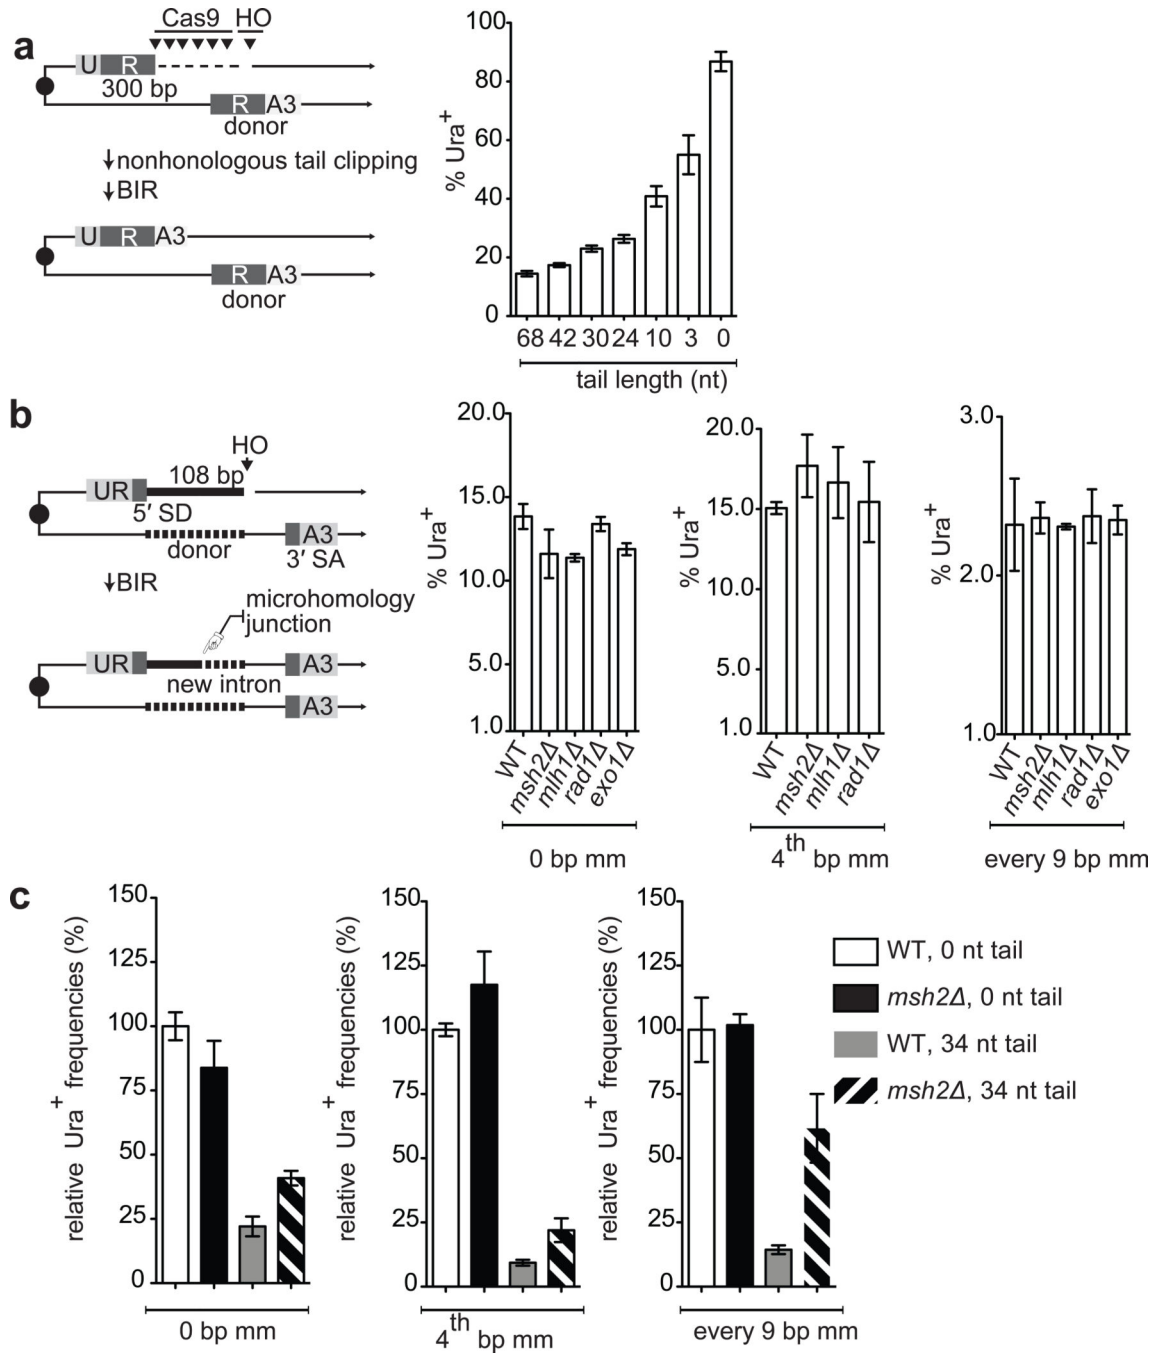 a
Cas9 HO
U R
300 bp
R A3
donor
nonhonologous tail clipping
BIR
U R A3
R A3
donor
% Ura+
100
80
60
40
20
0
68 42 30 24 10 3 0
tail length (nt)
b
HO
108 bp
UR
5′ SD
donor
A3
3′ SA
BIR
microhomology
junction
UR A3
new intron
A3
% Ura+
20.0
15.0
10.0
5.0
1.0
WT
msh2Δ
mlh1Δ
rad1Δ
exo1Δ
0 bp mm
% Ura+
20.0
15.0
10.0
5.0
1.0
WT
msh2Δ
mlh1Δ
rad1Δ
4th bp mm
% Ura+
3.0
2.0
1.0
WT
msh2Δ
mlh1Δ
rad1Δ
exo1Δ
every 9 bp mm
c
relative Ura+ frequencies (%)
150
125
100
75
50
25
0
0 bp mm
relative Ura+ frequencies (%)
150
125
100
75
50
25
0
4th bp mm
relative Ura+ frequencies (%)
150
125
100
75
50
25
0
every 9 bp mm
WT, 0 nt tail
msh2Δ, 0 nt tail
WT, 34 nt tail
msh2Δ, 34 nt tail